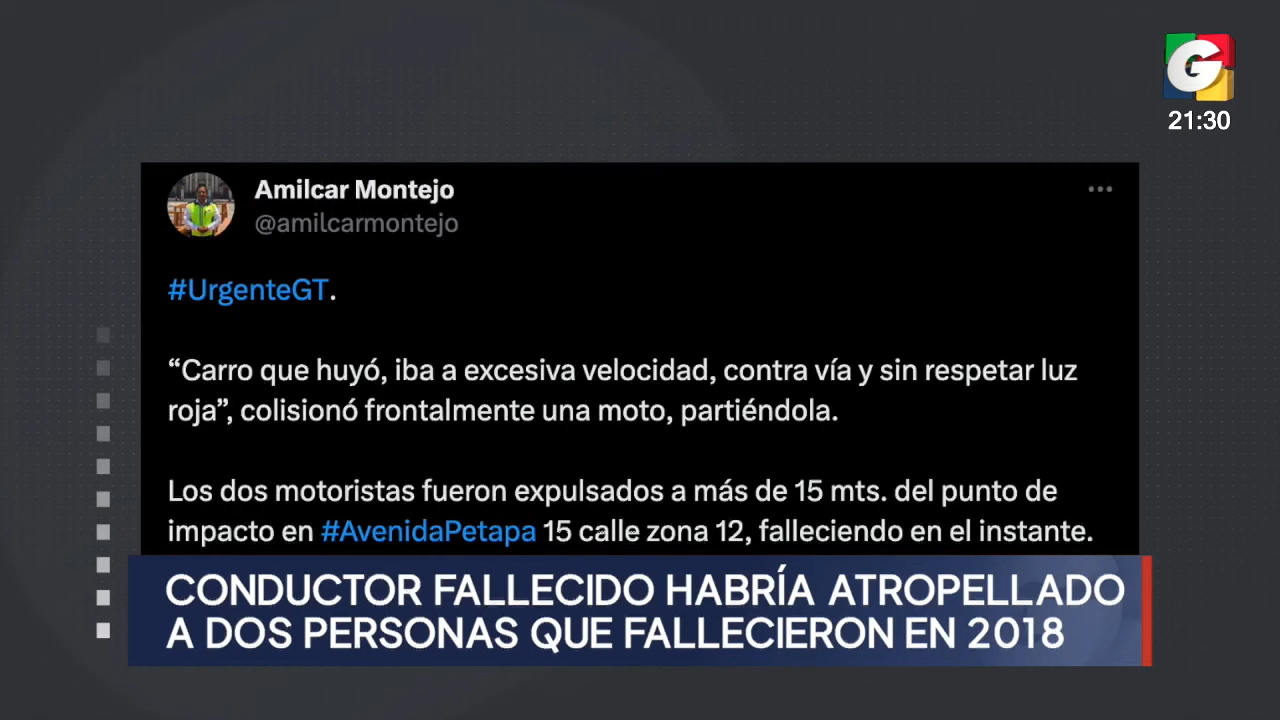 G
21:30
Amilcar Montejo
@amilcarmontejo
#UrgenteGT.
“Carro que huyó, iba a excesiva velocidad, contra vía y sin respetar luz
roja”, colisionó frontalmente una moto, partiéndola.
Los dos motoristas fueron expulsados a más de 15 mts. del punto de
impacto en #AvenidaPetapa 15 calle zona 12, falleciendo en el instante.
CONDUCTOR FALLECIDO HABRÍA ATROPELLADO
A DOS PERSONAS QUE FALLECIERON EN 2018